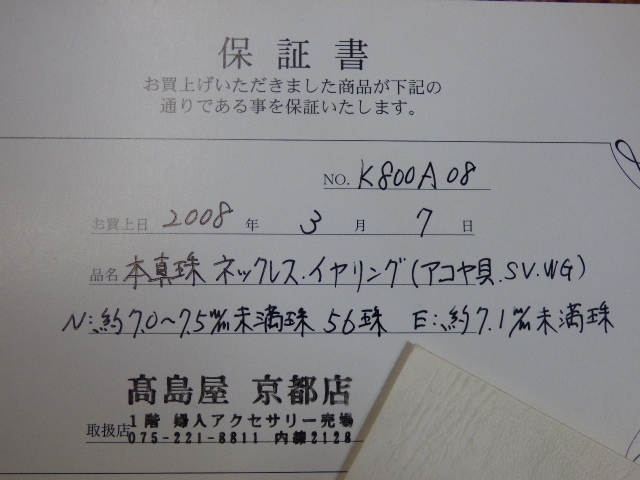 保証書
お買上げいただきました商品が下記の
通りである事を保証いたします。
NO. K800A08
お買上日 2008 年 3 月 7 日
品名 本真珠 ネックレス.イヤリング(アコヤ貝.SV.WG)
N:約7.0~7.5㎜未満珠 56珠 E:約7.1㎜未満珠
髙島屋 京都店
1階 婦人アクセサリー売場
取扱店 075-221-8811 内線2128